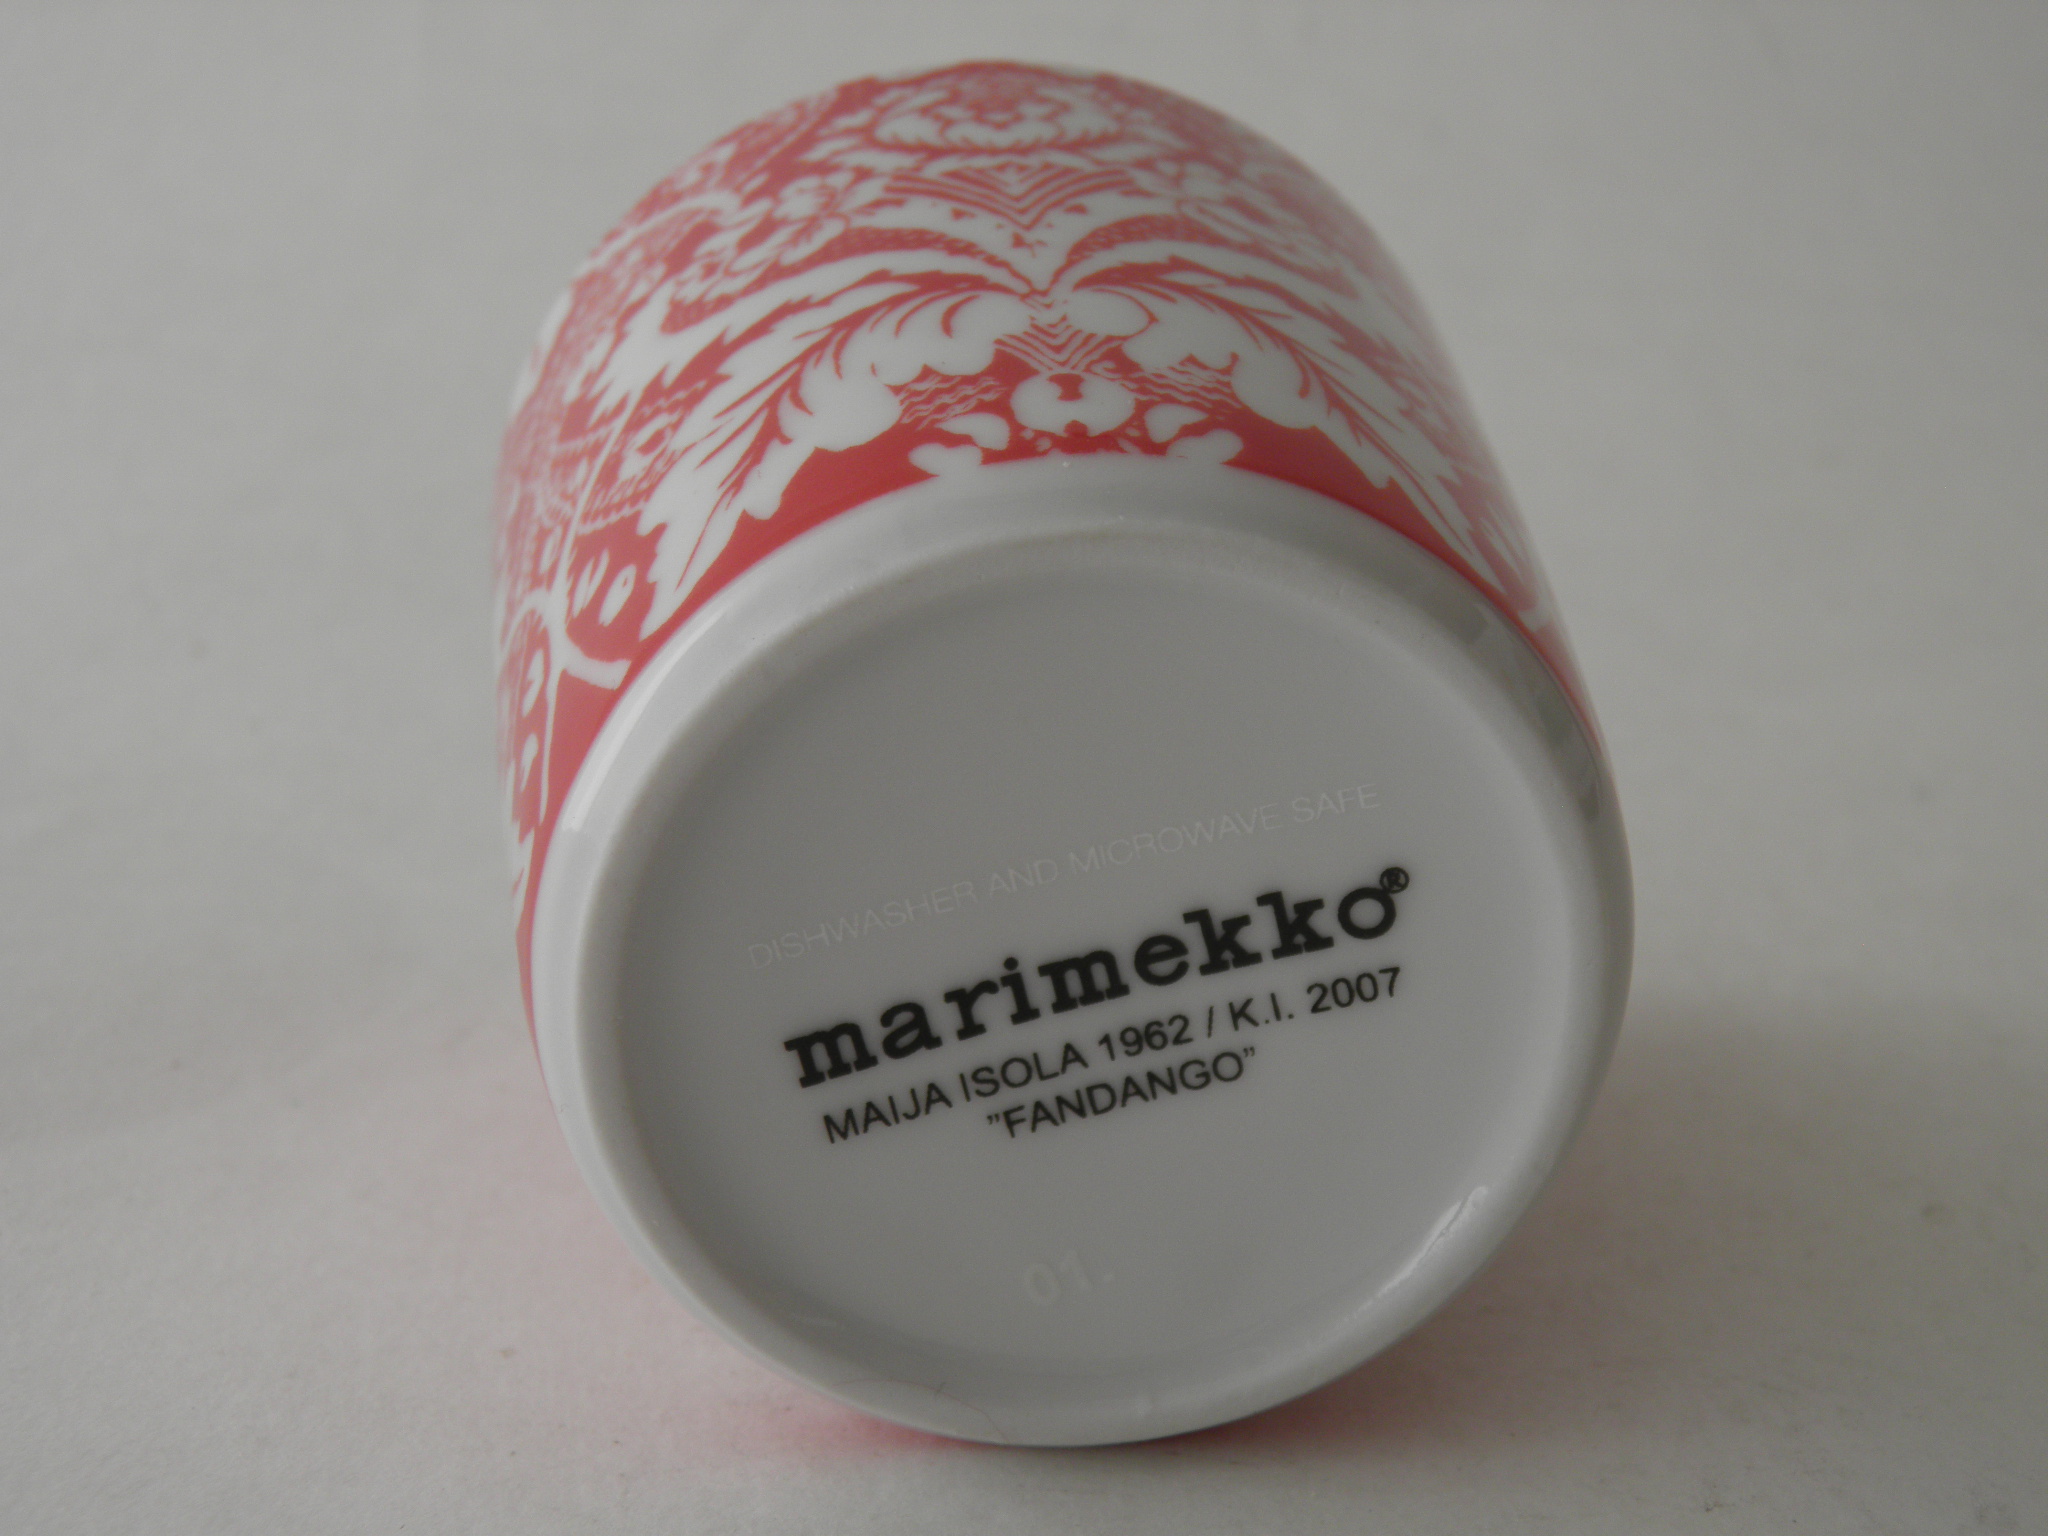 DISHWASHER AND MICROWAVE SAFE
marimekko®
MAIJA ISOLA 1962 / K.I. 2007
”FANDANGO”
01.